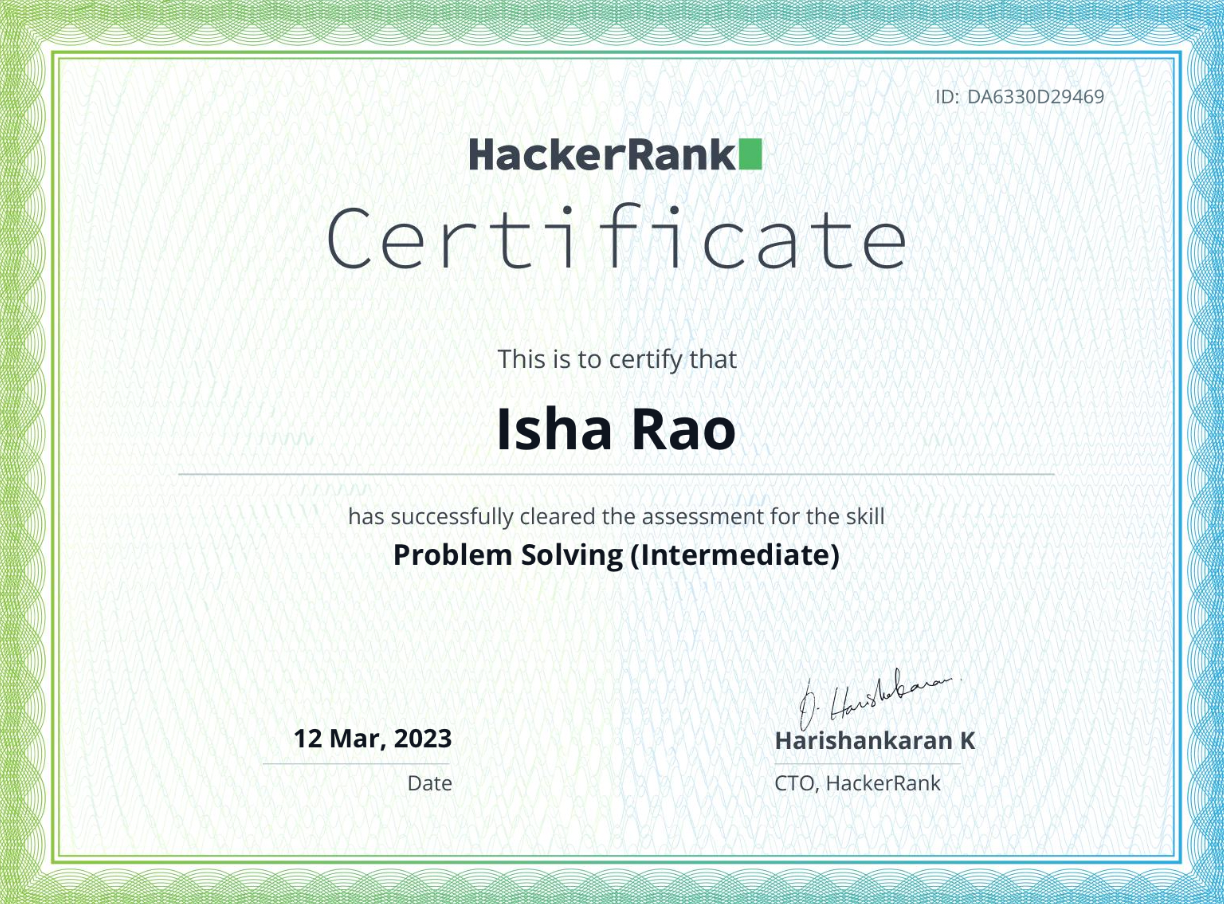 ID: DA6330D29469
HackerRank
Certificate
This is to certify that
Isha Rao
has successfully cleared the assessment for the skill
Problem Solving (Intermediate)
D. Harishankaran
12 Mar, 2023
Harishankaran K
Date
CTO, HackerRank